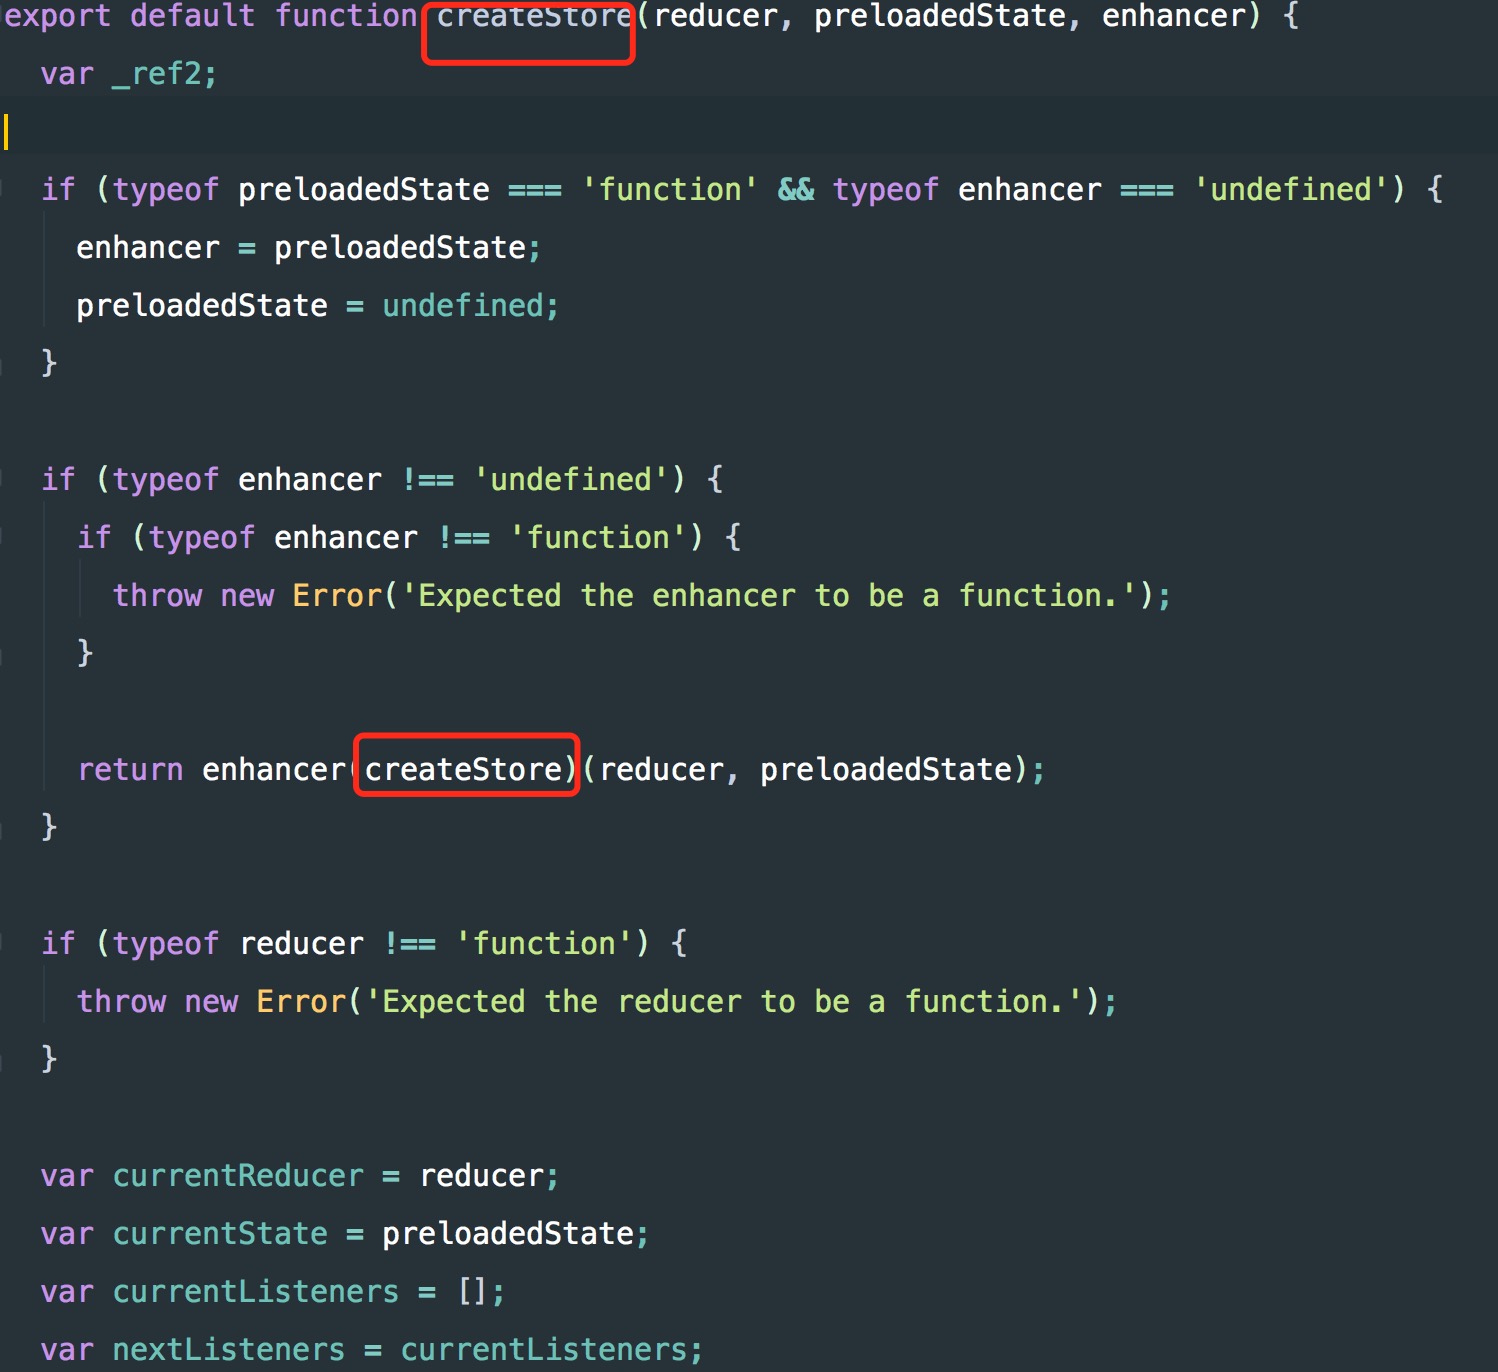 export default function createStore(reducer, preloadedState, enhancer) {
var _ref2;
if (typeof preloadedState === 'function' && typeof enhancer === 'undefined') {
enhancer = preloadedState;
preloadedState = undefined;
}
if (typeof enhancer !== 'undefined') {
if (typeof enhancer !== 'function') {
throw new Error('Expected the enhancer to be a function.');
}
return enhancer(createStore)(reducer, preloadedState);
}
if (typeof reducer !== 'function') {
throw new Error('Expected the reducer to be a function.');
}
var currentReducer = reducer;
var currentState = preloadedState;
var currentListeners = [];
var nextListeners = currentListeners;